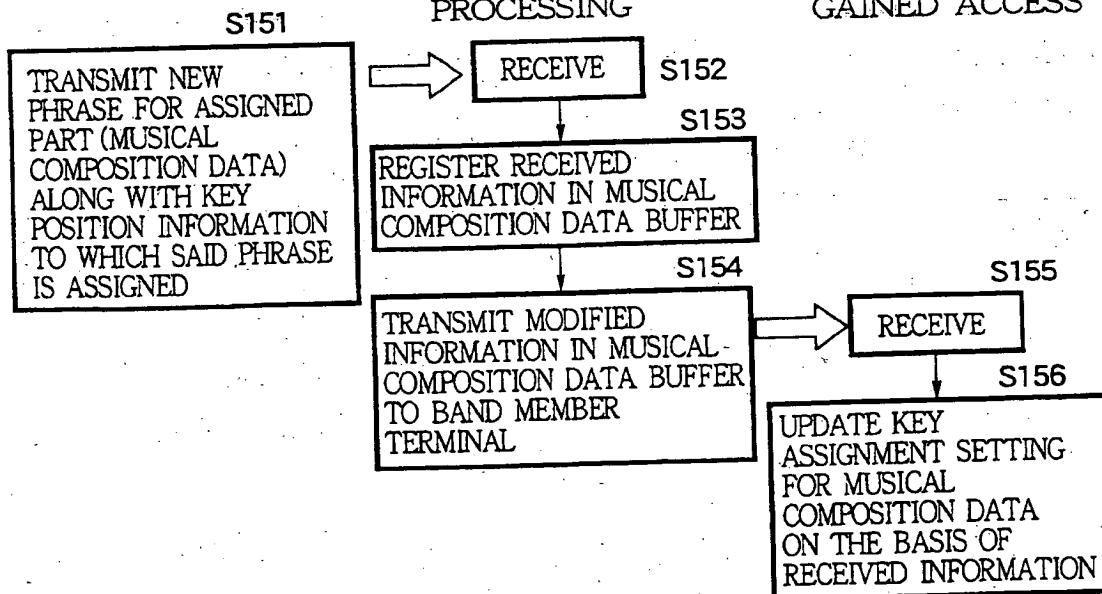 PROCESSING
GAINED ACCESS
S151
TRANSMIT NEW
PHRASE FOR ASSIGNED
PART (MUSICAL
COMPOSITION DATA)
ALONG WITH KEY
POSITION INFORMATION
TO WHICH SAID PHRASE
IS ASSIGNED
RECEIVE
S152
S153
REGISTER RECEIVED
INFORMATION IN MUSICAL
COMPOSITION DATA BUFFER
S154
TRANSMIT MODIFIED
INFORMATION IN MUSICAL
COMPOSITION DATA BUFFER
TO BAND MEMBER
TERMINAL
S155
RECEIVE
S156
UPDATE KEY
ASSIGNMENT SETTING
FOR MUSICAL
COMPOSITION DATA
ON THE BASIS OF
RECEIVED INFORMATION